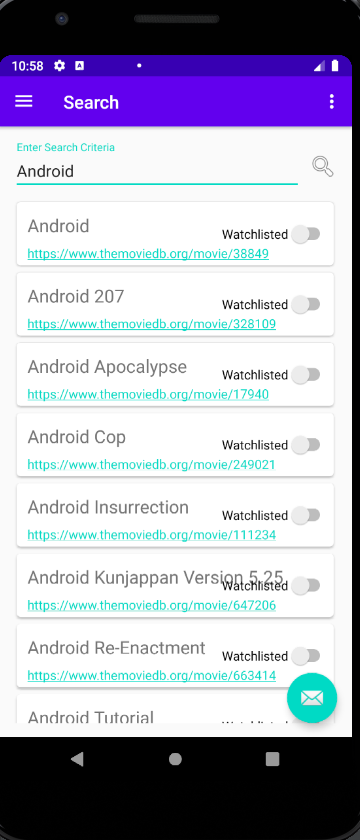 10:58
Search
Enter Search Criteria
Android
Android
Watchlisted
https://www.themoviedb.org/movie/38849
Android 207
Watchlisted
https://www.themoviedb.org/movie/328109
Android Apocalypse
Watchlisted
https://www.themoviedb.org/movie/17940
Android Cop
Watchlisted
https://www.themoviedb.org/movie/249021
Android Insurrection
Watchlisted
https://www.themoviedb.org/movie/111234
Android Kunjappan Version 5.25
Watchlisted
https://www.themoviedb.org/movie/647206
Android Re-Enactment
Watchlisted
https://www.themoviedb.org/movie/663414
Android Tutorial